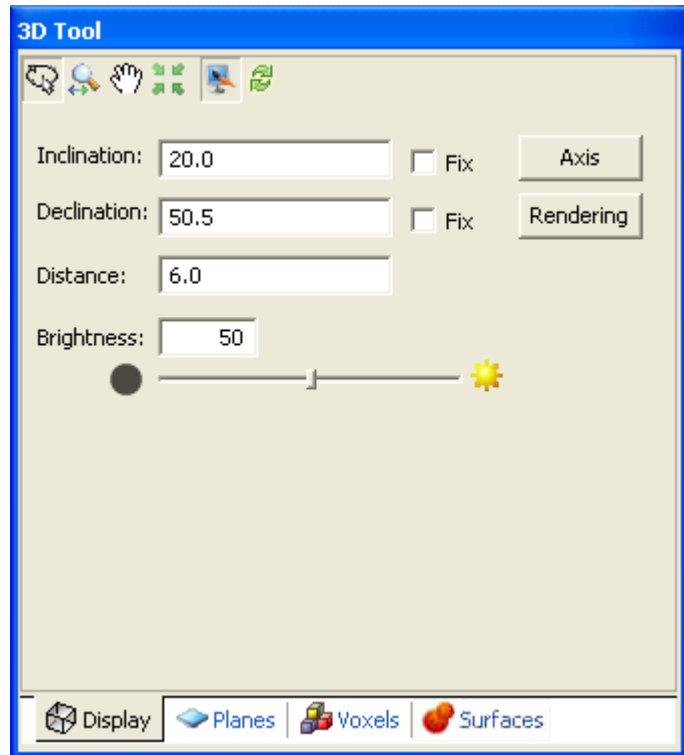 3D Tool
Inclination: 20.0 Fix Axis
Declination: 50.5 Fix Rendering
Distance: 6.0
Brightness: 50
Display Planes Voxels Surfaces